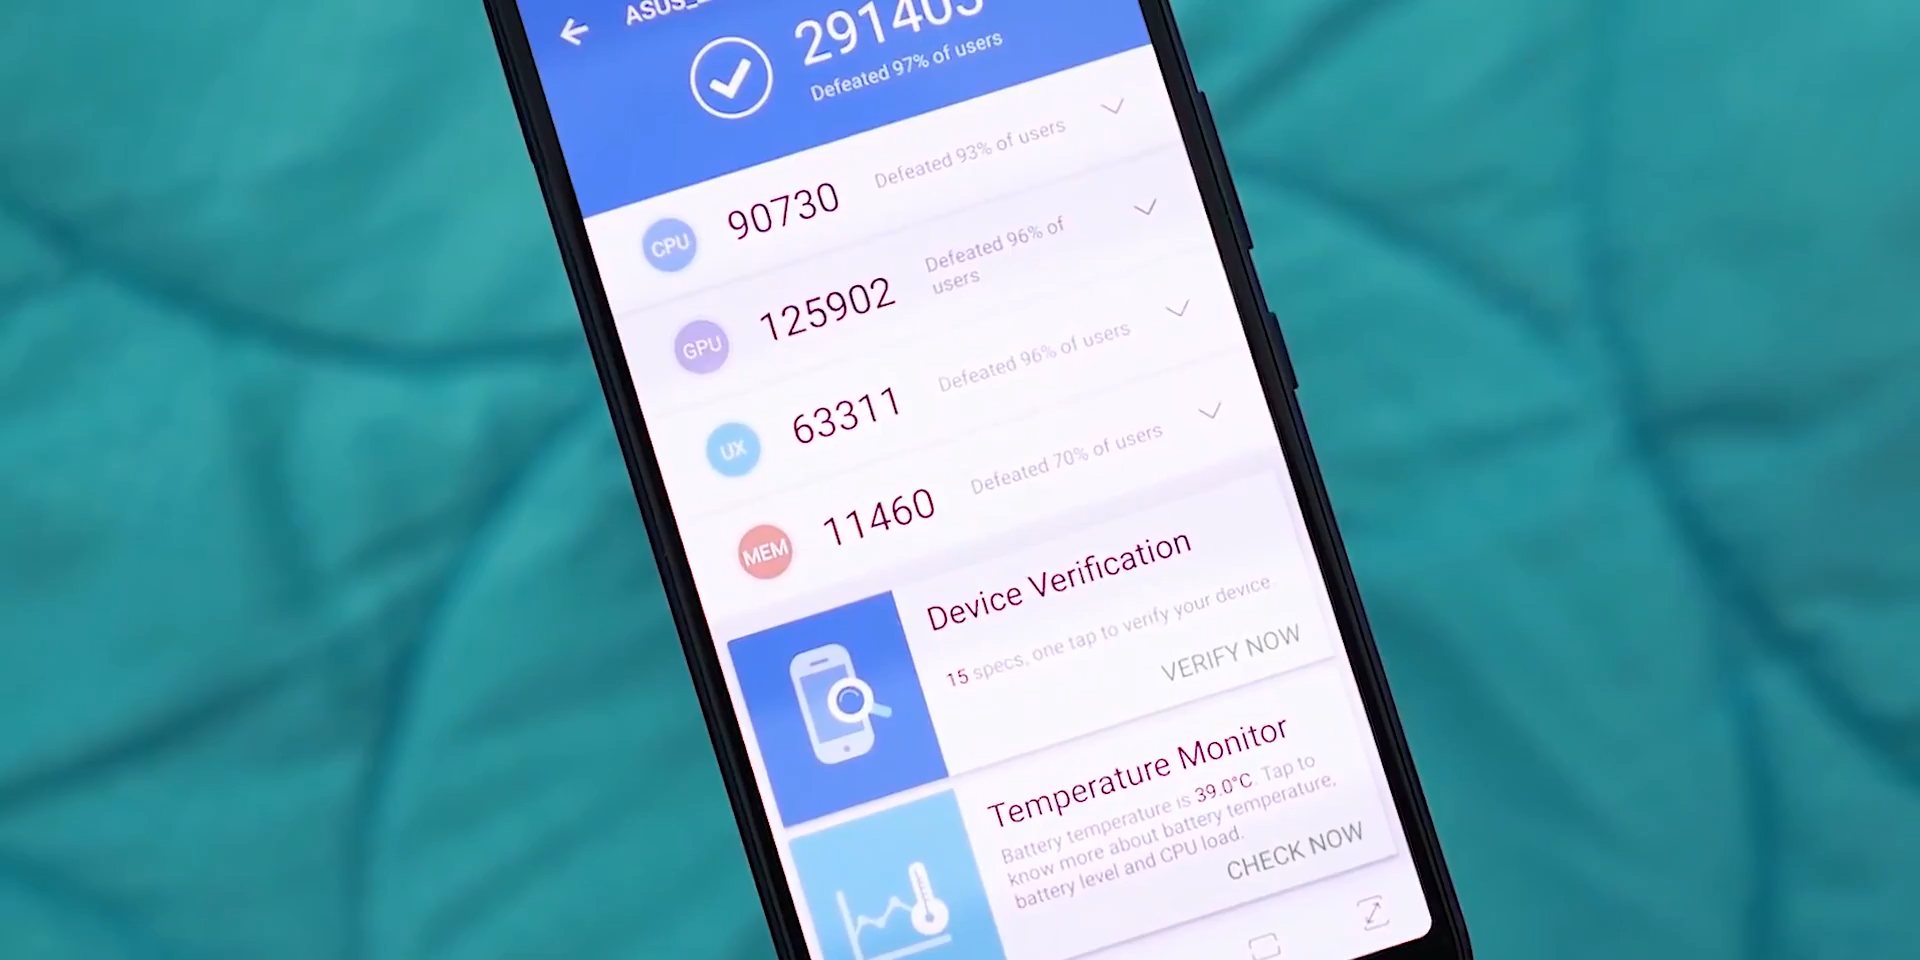 291403
Defeated 97% of users
CPU 90730 Defeated 93% of users
GPU 125902 Defeated 96% of
users
UX 63311 Defeated 96% of users
MEM 11460 Defeated 70% of users
Device Verification
15 specs, one tap to verify your device
VERIFY NOW
Temperature Monitor
Battery temperature is 39.0°C. Tap to
know more about battery temperature,
battery level and CPU load.
CHECK NOW